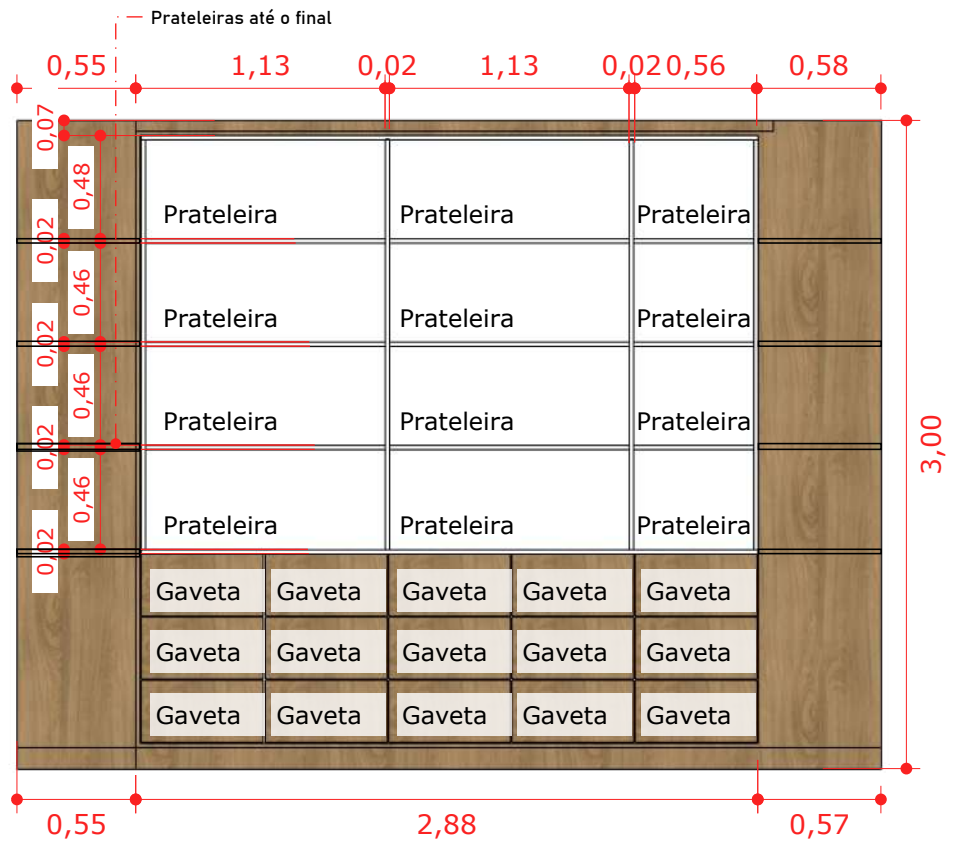 Prateleiras até o final
0,55 1,13 0,02 1,13 0,02 0,56 0,58
0,07
0,48
Prateleira Prateleira Prateleira
0,02
0,46
Prateleira Prateleira Prateleira
0,02
0,46
Prateleira Prateleira Prateleira
3,00
0,02
0,46
Prateleira Prateleira Prateleira
0,02
Gaveta Gaveta Gaveta Gaveta Gaveta
Gaveta Gaveta Gaveta Gaveta Gaveta
Gaveta Gaveta Gaveta Gaveta Gaveta
0,55 2,88 0,57